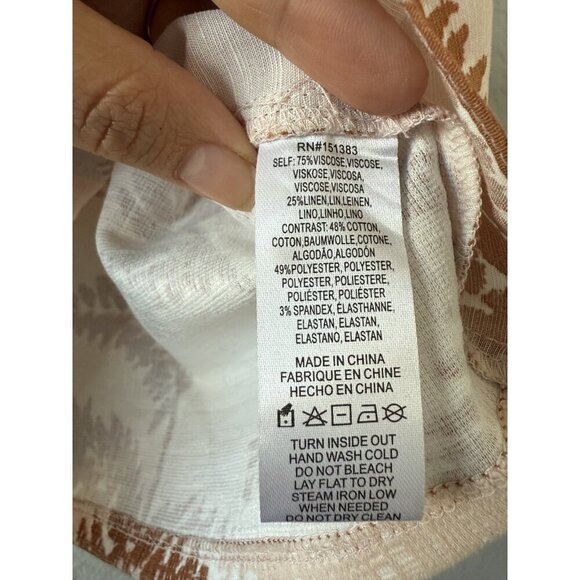 RN#151383
SELF: 75%VISCOSE,VISCOSE,
VISKOSE,VISCOSA,
VISCOSE,VISCOSA
25%LINEN,LIN,LEINEN,
LINO,LINHO,LINO
CONTRAST: 48% COTTON,
COTON,BAUMWOLLE,COTONE,
ALGODÃO,ALGODÓN
49%POLYESTER, POLYESTER,
POLYESTER, POLIESTERE,
POLIÉSTER, POLIÉSTER
3% SPANDEX, ÉLASTHANNE,
ELASTAN, ELASTAN,
ELASTANO, ELASTAN
MADE IN CHINA
FABRIQUE EN CHINE
HECHO EN CHINA
TURN INSIDE OUT
HAND WASH COLD
DO NOT BLEACH
LAY FLAT TO DRY
STEAM IRON LOW
WHEN NEEDED
DO NOT DRY CLEAN